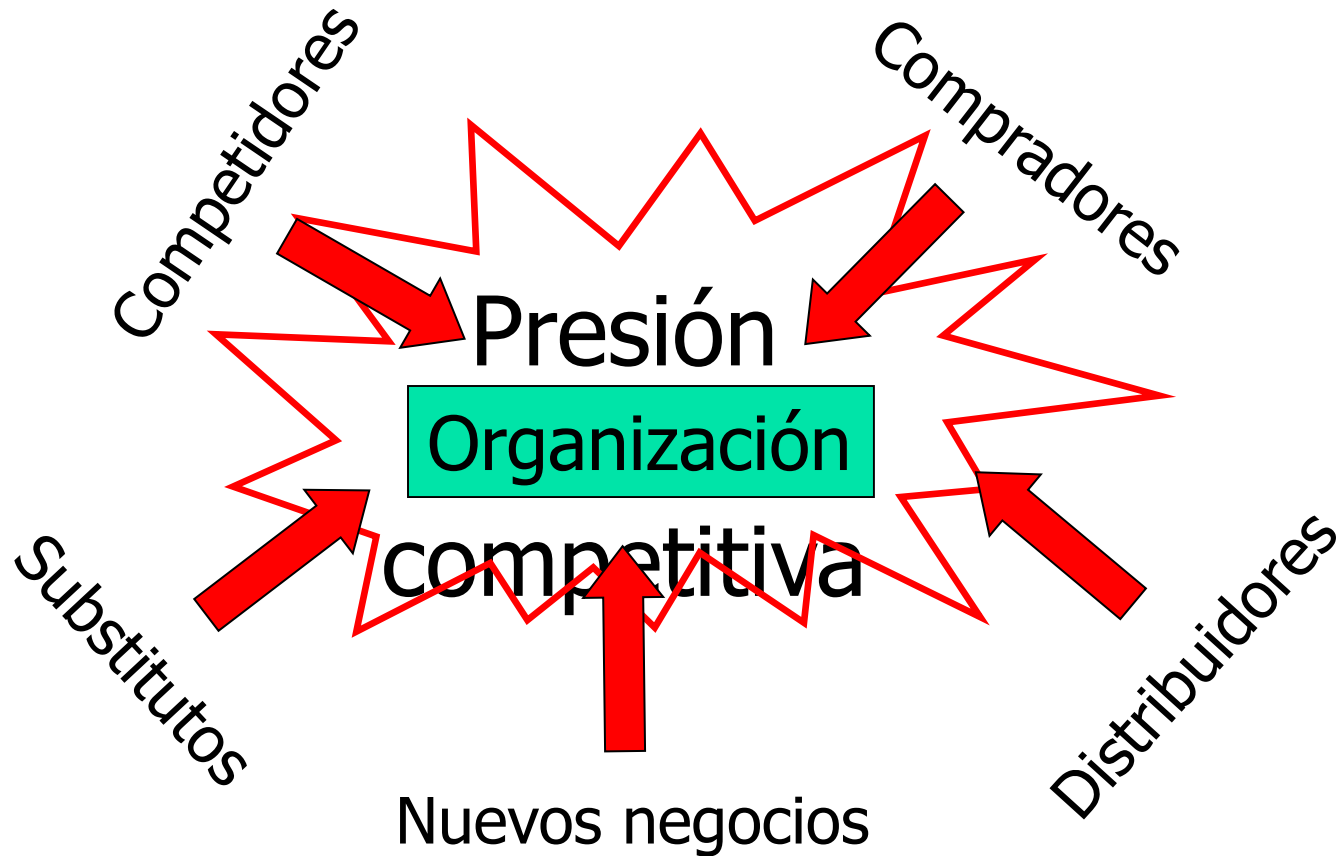 Competidores
Compradores
Presión
Organización
competitiva
Substitutos
Distribuidores
Nuevos negocios